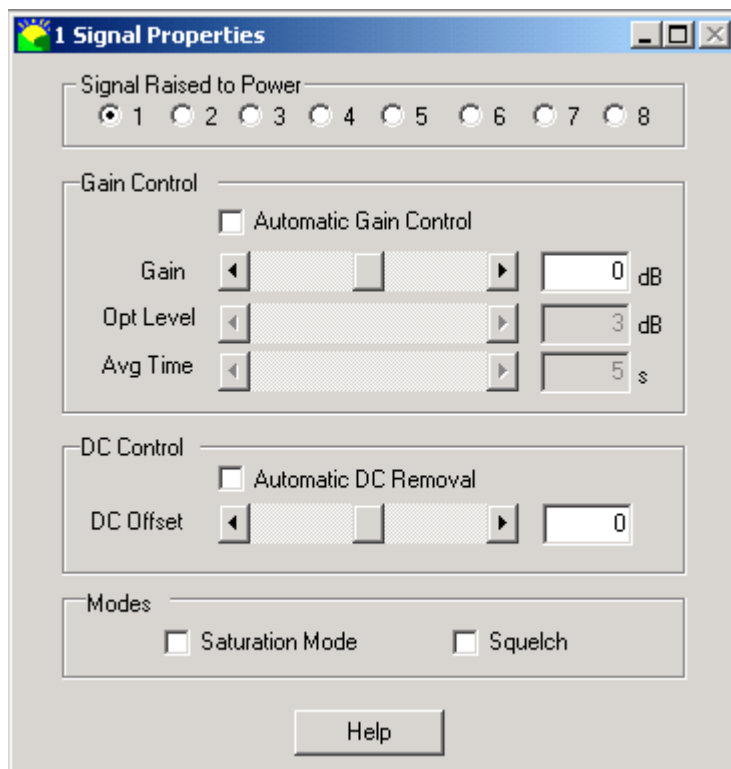 1 Signal Properties
Signal Raised to Power
1 2 3 4 5 6 7 8
Gain Control
Automatic Gain Control
Gain 0 dB
Opt Level 3 dB
Avg Time 5 s
DC Control
Automatic DC Removal
DC Offset 0
Modes
Saturation Mode Squelch
Help